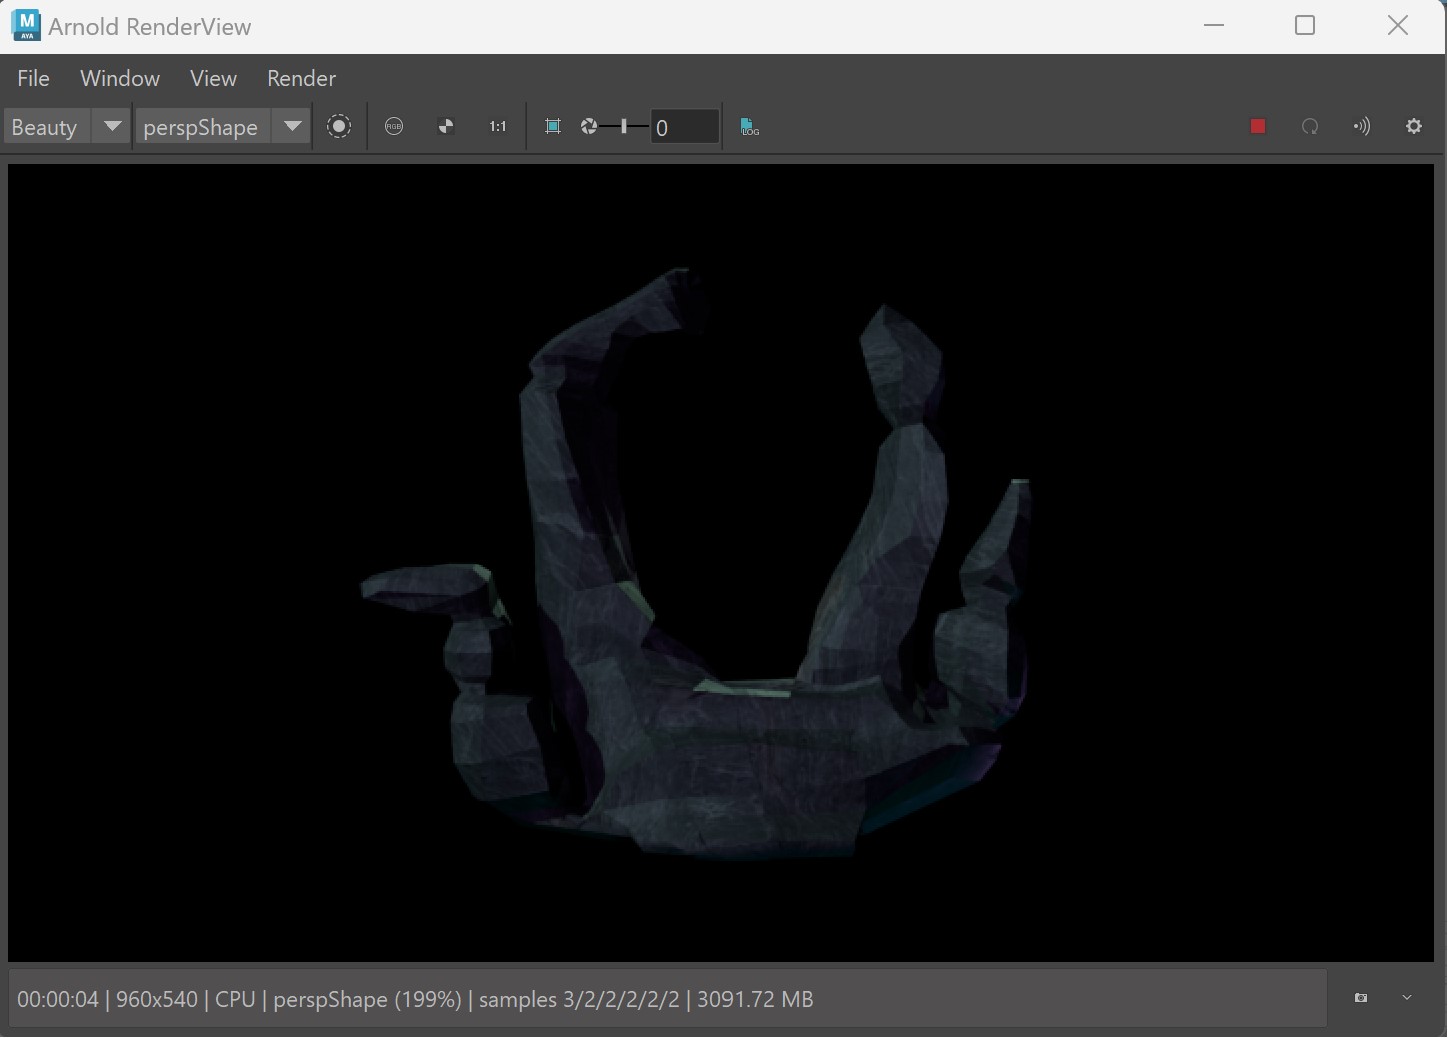 M
AYA
Arnold RenderView
File Window View Render
Beauty perspShape RGB 1:1 0 LOG
00:00:04 | 960x540 | CPU | perspShape (199%) | samples 3/2/2/2/2/2 | 3091.72 MB